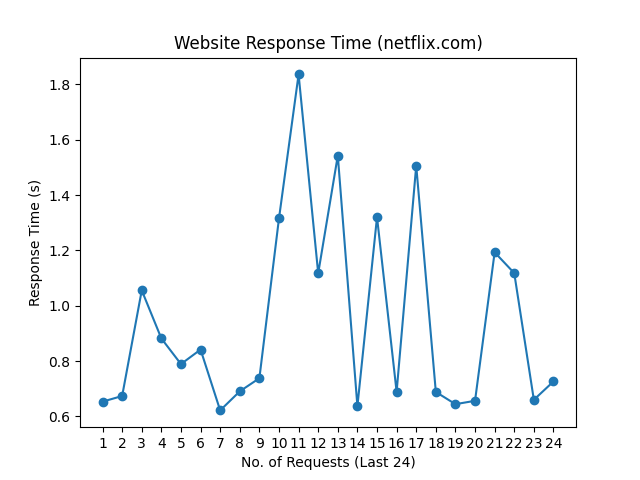 Website Response Time (netflix.com)
Response Time (s)
1.8
1.6
1.4
1.2
1.0
0.8
0.6
1 2 3 4 5 6 7 8 9 10 11 12 13 14 15 16 17 18 19 20 21 22 23 24
No. of Requests (Last 24)